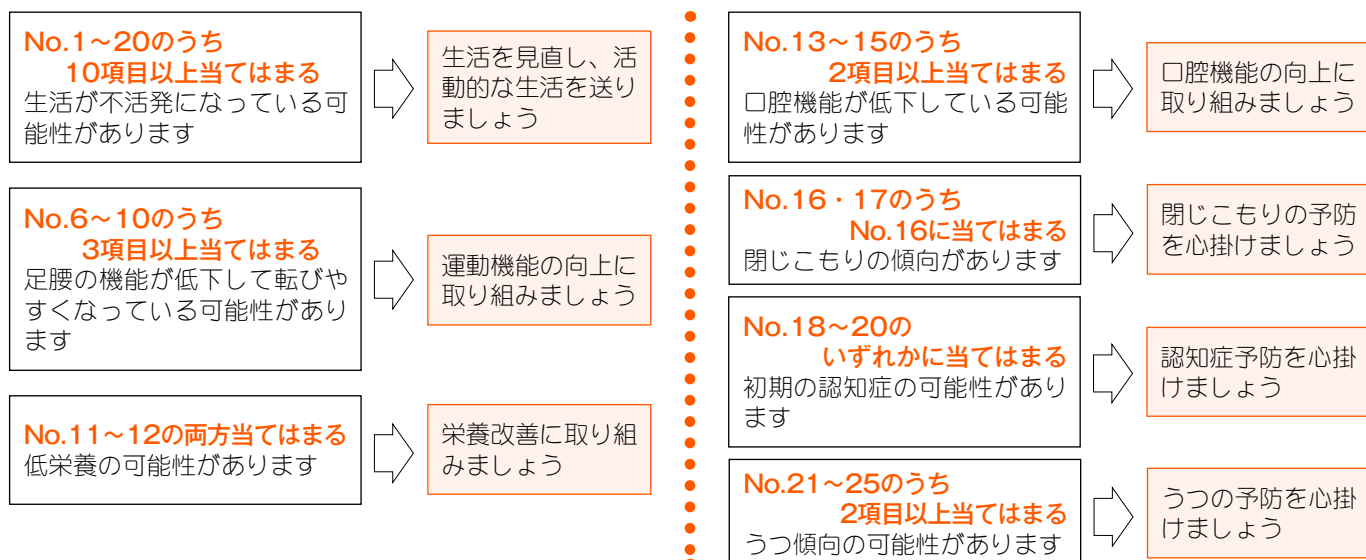 No.1～20のうち
10項目以上当てはまる
生活が不活発になっている可
能性があります
生活を見直し、活
動的な生活を送り
ましょう
No.6～10のうち
3項目以上当てはまる
足腰の機能が低下して転びや
すくなっている可能性があり
ます
運動機能の向上に
取り組みましょう
No.11～12の両方当てはまる
低栄養の可能性があります
栄養改善に取り組
みましょう
No.13～15のうち
2項目以上当てはまる
口腔機能が低下している可能
性があります
口腔機能の向上に
取り組みましょう
No.16・17のうち
No.16に当てはまる
閉じこもりの傾向があります
閉じこもりの予防
を心掛けましょう
No.18～20の
いずれかに当てはまる
初期の認知症の可能性があり
ます
認知症予防を心掛
けましょう
No.21～25のうち
2項目以上当てはまる
うつ傾向の可能性があります
うつの予防を心掛
けましょう